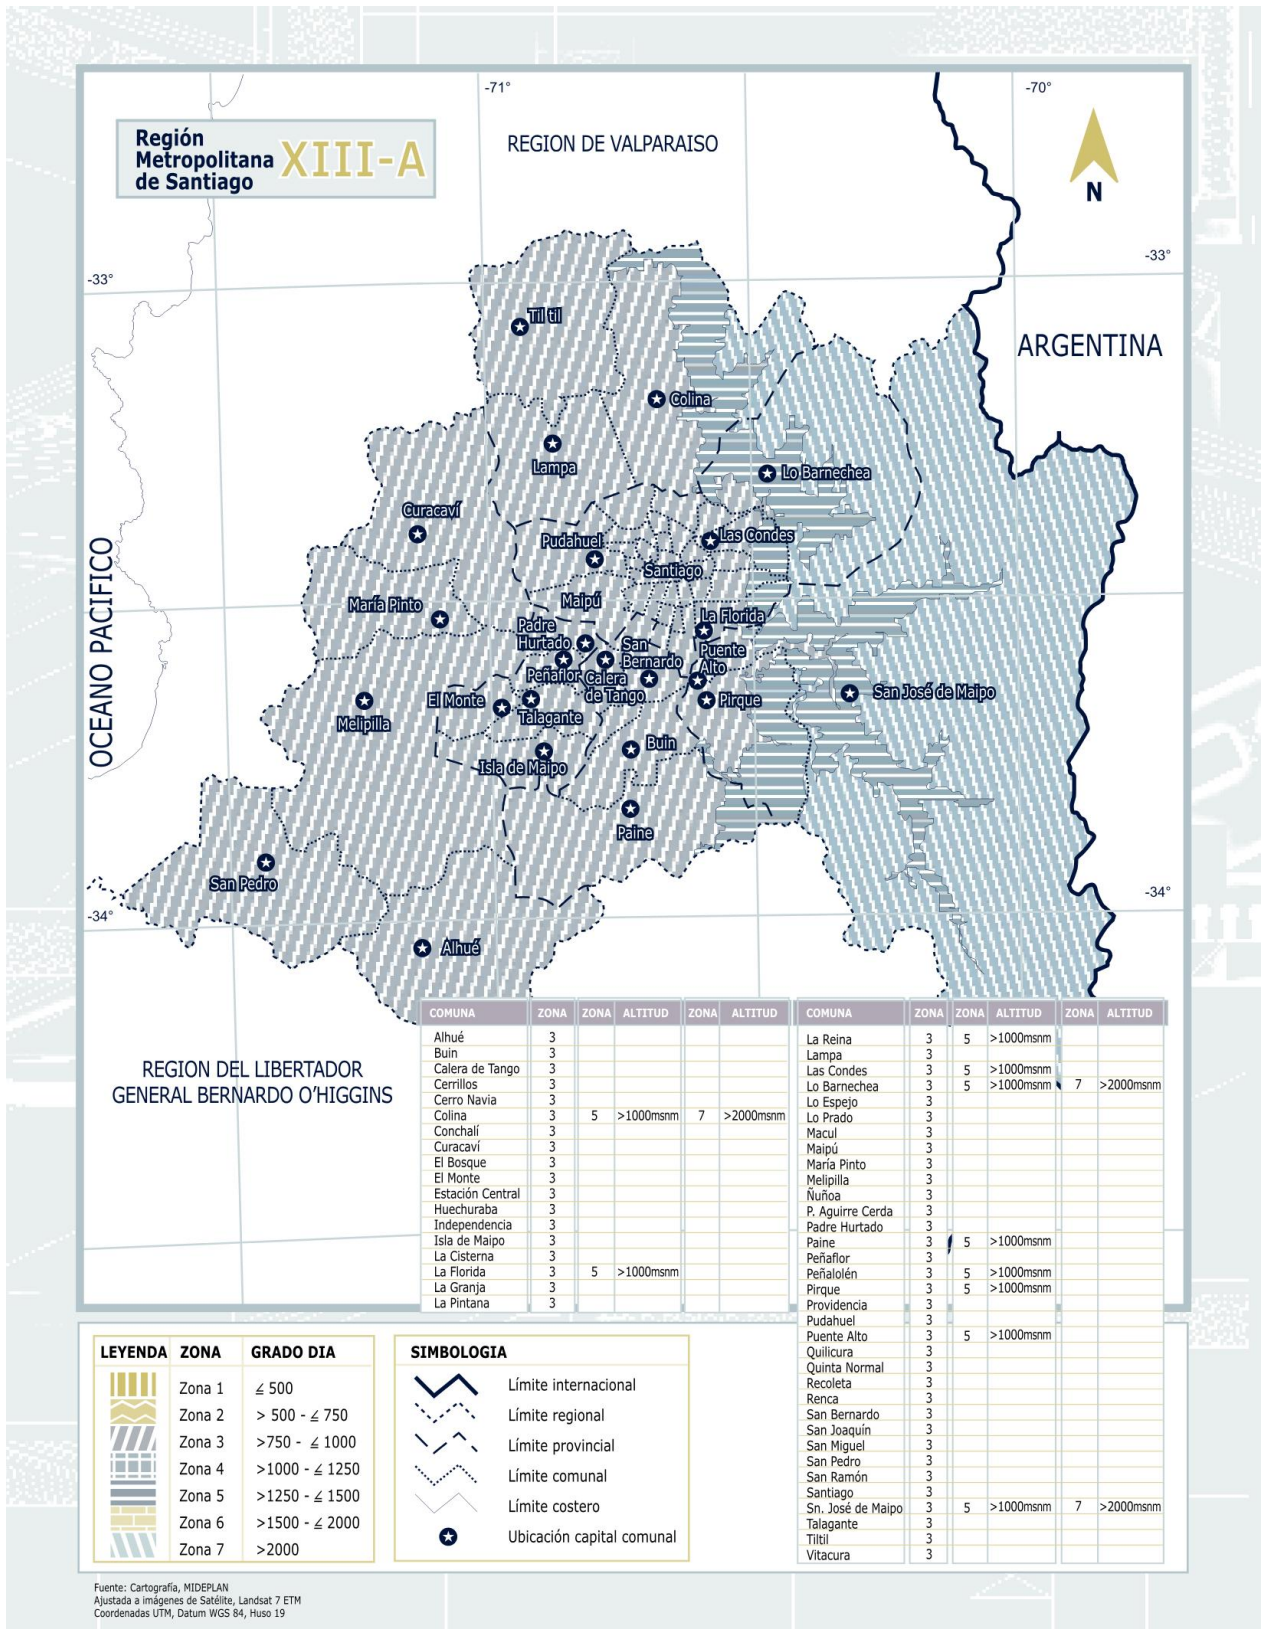 -71°
-70°
Región
Metropolitana
de Santiago
XIII-A
REGION DE VALPARAISO
N
-33°
-33°
Til til
ARGENTINA
Colina
Lampa
Lo Barnechea
Curacaví
Pudahuel
Las Condes
Santiago
OCEANO PACIFICO
María Pinto
Maipú
La Florida
Padre
Hurtado
San
Bernardo
Puente
Alto
Peñaflor
Calera
de Tango
El Monte
Talagante
Pirque
San José de Maipo
Melipilla
Buin
Isla de Maipo
Paine
San Pedro
-34°
-34°
Alhué
REGION DEL LIBERTADOR
GENERAL BERNARDO O'HIGGINS
COMUNA ZONA ZONA ALTITUD ZONA ALTITUD
Alhué 3
Buin 3
Calera de Tango 3
Cerrillos 3
Cerro Navia 3
Colina 3 5 >1000msnm 7 >2000msnm
Conchalí 3
Curacaví 3
El Bosque 3
El Monte 3
Estación Central 3
Huechuraba 3
Independencia 3
Isla de Maipo 3
La Cisterna 3
La Florida 3 5 >1000msnm
La Granja 3
La Pintana 3
COMUNA ZONA ZONA ALTITUD ZONA ALTITUD
La Reina 3 5 >1000msnm
Lampa 3
Las Condes 3 5 >1000msnm
Lo Barnechea 3 5 >1000msnm 7 >2000msnm
Lo Espejo 3
Lo Prado 3
Macul 3
Maipú 3
María Pinto 3
Melipilla 3
Ñuñoa 3
P. Aguirre Cerda 3
Padre Hurtado 3
Paine 3 5 >1000msnm
Peñaflor 3
Peñalolén 3 5 >1000msnm
Pirque 3 5 >1000msnm
Providencia 3
Pudahuel 3
Puente Alto 3 5 >1000msnm
Quilicura 3
Quinta Normal 3
Recoleta 3
Renca 3
San Bernardo 3
San Joaquín 3
San Miguel 3
San Pedro 3
San Ramón 3
Santiago 3
Sn. José de Maipo 3 5 >1000msnm 7 >2000msnm
Talagante 3
Tiltil 3
Vitacura 3
LEYENDA ZONA GRADO DIA
Zona 1 ≤ 500
Zona 2 > 500 - ≤ 750
Zona 3 >750 - ≤ 1000
Zona 4 >1000 - ≤ 1250
Zona 5 >1250 - ≤ 1500
Zona 6 >1500 - ≤ 2000
Zona 7 >2000
SIMBOLOGIA
Límite internacional
Límite regional
Límite provincial
Límite comunal
Límite costero
Ubicación capital comunal
Fuente: Cartografía, MIDEPLAN
Ajustada a imágenes de Satélite, Landsat 7 ETM
Coordenadas UTM, Datum WGS 84, Huso 19